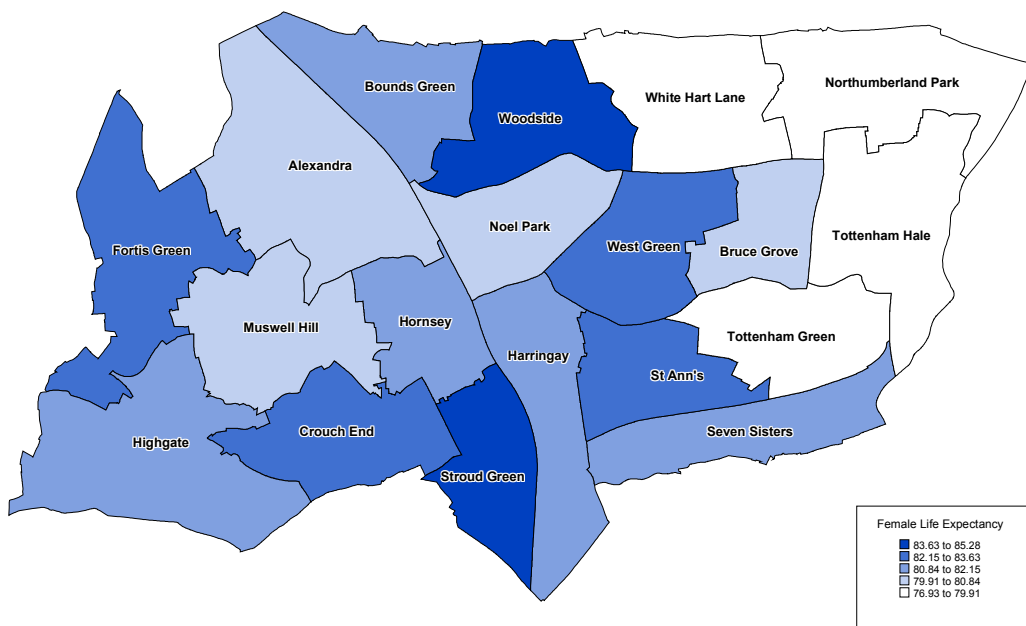 Northumberland Park
Bounds Green
White Hart Lane
Woodside
Alexandra
Noel Park
Tottenham Hale
West Green
Fortis Green
Bruce Grove
Hornsey
Muswell Hill
Tottenham Green
Harringay
St Ann's
Crouch End
Seven Sisters
Highgate
Stroud Green
Female Life Expectancy
83.63 to 85.28
82.15 to 83.63
80.84 to 82.15
79.91 to 80.84
76.93 to 79.91